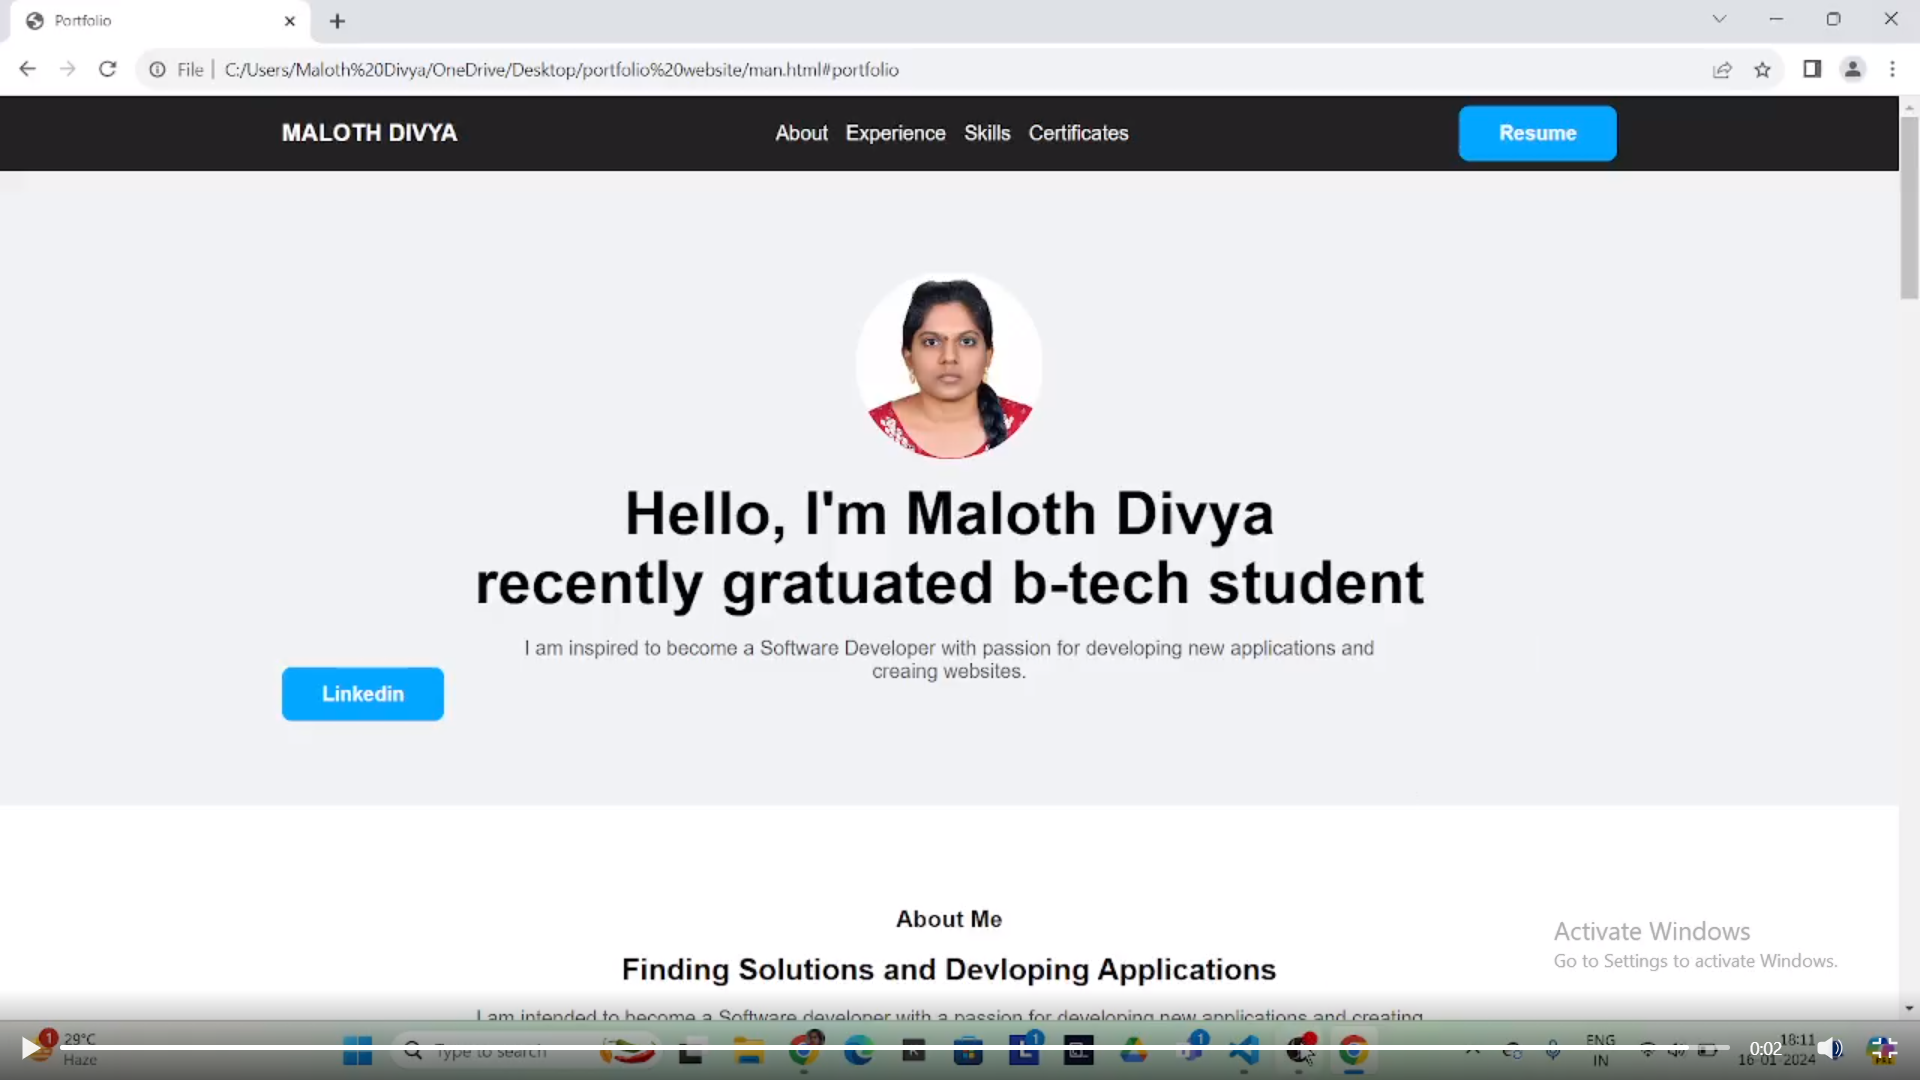 Portfolio
File
C:/Users/Maloth%20Divya/OneDrive/Desktop/portfolio%20website/man.html#portfolio
MALOTH DIVYA
About Experience Skills Certificates
Resume
Hello, I'm Maloth Divya
recently gratuated b-tech student
I am inspired to become a Software Developer with passion for developing new applications and
creaing websites.
Linkedin
About Me
Finding Solutions and Devloping Applications
I am intended to become a Software developer with a passion for developing new applications and creating
Activate Windows
Go to Settings to activate Windows.
1
29°C
Haze
Type to search
1
1
ENG
IN
0:02
18:11
16-01-2024